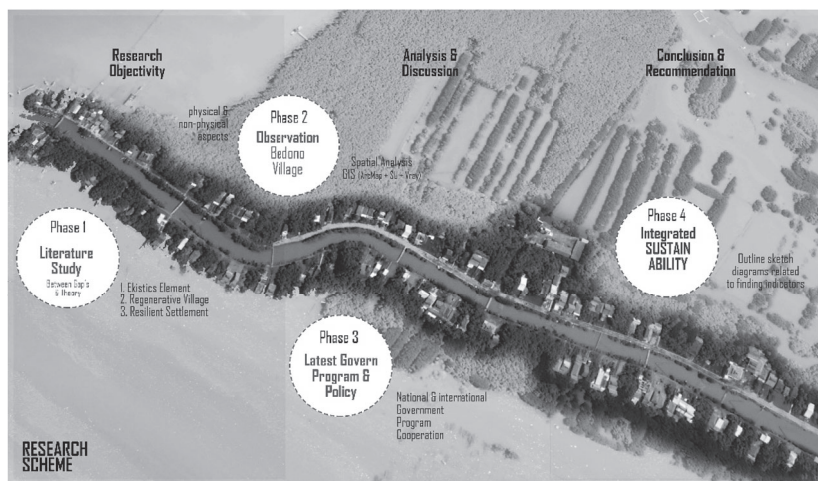 Research
Objectivity
Analysis &
Discussion
Conclusion &
Recommendation
Phase 1
Literature
Study
Between Gap's
& Theory
1. Ekistics Element
2. Regenerative Village
3. Resilient Settlement
physical &
non-physical
aspects
Phase 2
Observation
Bedono
Village
Spatial Analysis
GIS (ArcMap + Su + Vray)
Phase 3
Latest Govern
Program &
Policy
National & international
Government
Program
Cooperation
Phase 4
Integrated
SUSTAIN
ABILITY
Outline sketch
diagrams related
to finding indicators
RESEARCH
SCHEME